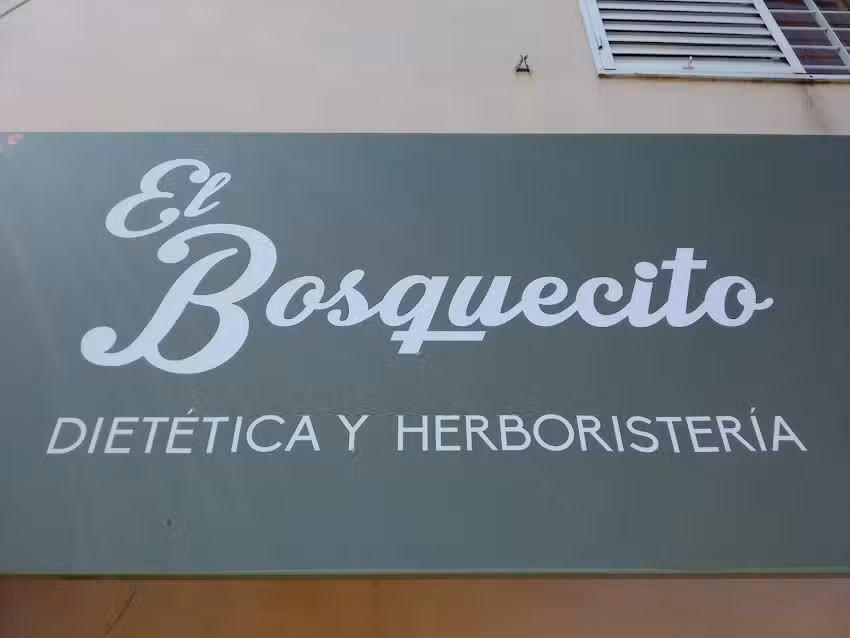 El
Bosquecito
DIETÉTICA Y HERBORISTERÍA